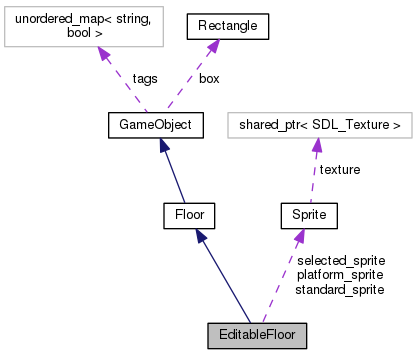 unordered_map< string,
bool >
Rectangle
tags
box
GameObject
shared_ptr< SDL_Texture >
texture
Floor
Sprite
selected_sprite
platform_sprite
standard_sprite
EditableFloor